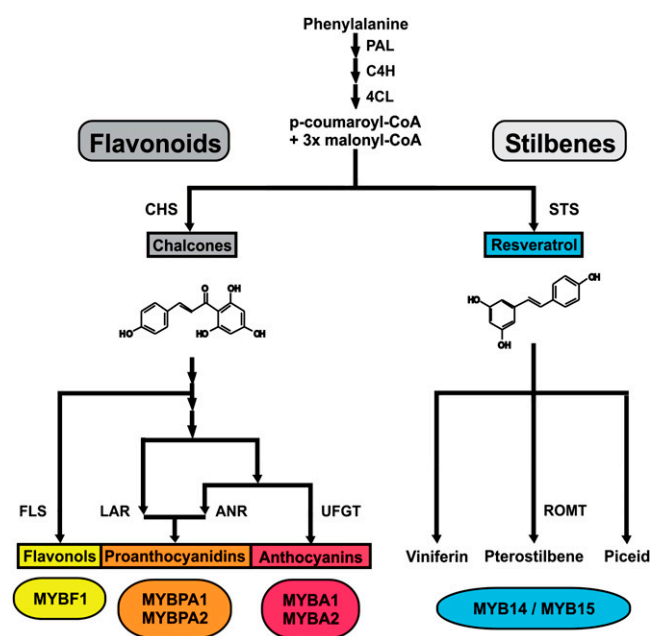 Phenylalanine
PAL
C4H
4CL
p-coumaroyl-CoA
+ 3x malonyl-CoA
Flavonoids
Stilbenes
CHS
STS
Chalcones
Resveratrol
O
OH
HO
HO
OH
OH
HO
OH
FLS
LAR
ANR
UFGT
ROMT
Flavonols
Proanthocyanidins
Anthocyanins
Viniferin
Pterostilbene
Piceid
MYBF1
MYBPA1
MYBPA2
MYBA1
MYBA2
MYB14 / MYB15